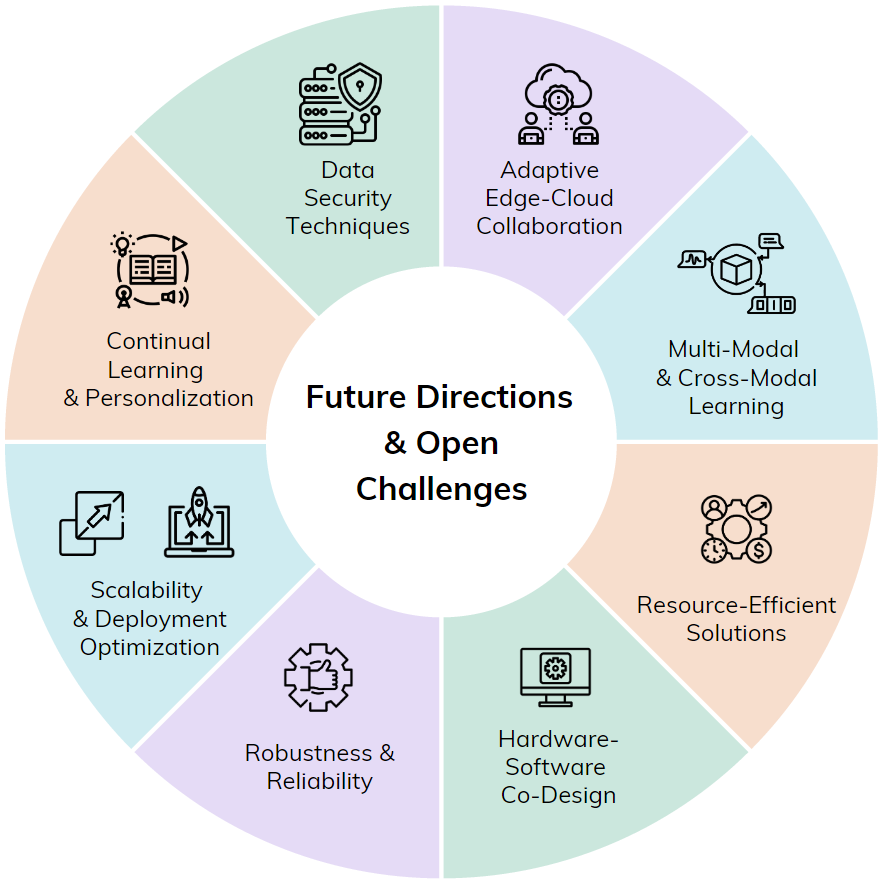 Future Directions
& Open
Challenges
Adaptive
Edge-Cloud
Collaboration
Multi-Modal
& Cross-Modal
Learning
Resource-Efficient
Solutions
Hardware-
Software
Co-Design
Robustness &
Reliability
Scalability
& Deployment
Optimization
Continual
Learning
& Personalization
Data
Security
Techniques